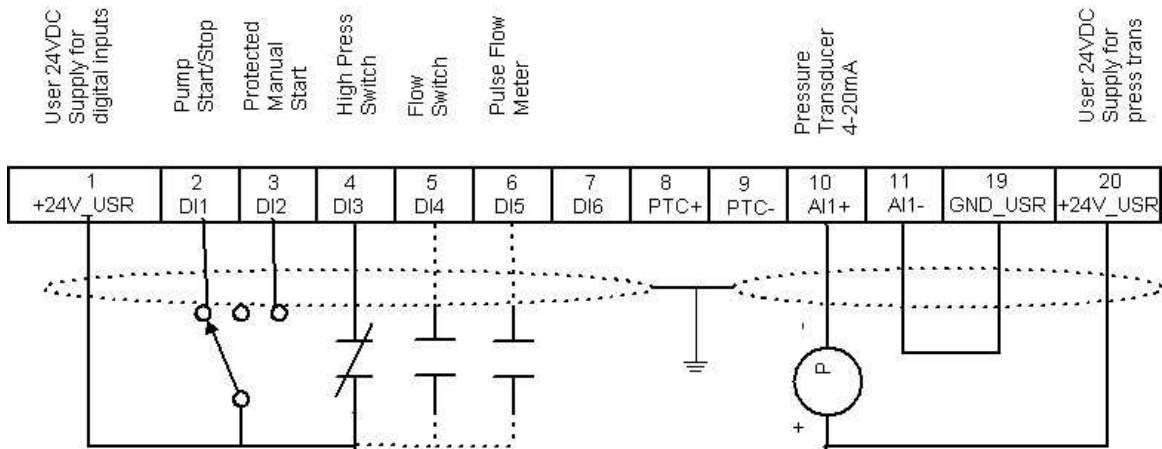 User 24VDC
Supply for
digital inputs
Pump
Start/Stop
Protected
Manual
Start
High Press
Switch
Flow
Switch
Pulse Flow
Meter
Pressure
Transducer
4-20mA
User 24VDC
Supply for
press trans
1
+24V_USR
2
DI1
3
DI2
4
DI3
5
DI4
6
DI5
7
DI6
8
PTC+
9
PTC-
10
AI1+
11
AI1-
19
GND_USR
20
+24V_USR
-
P
+